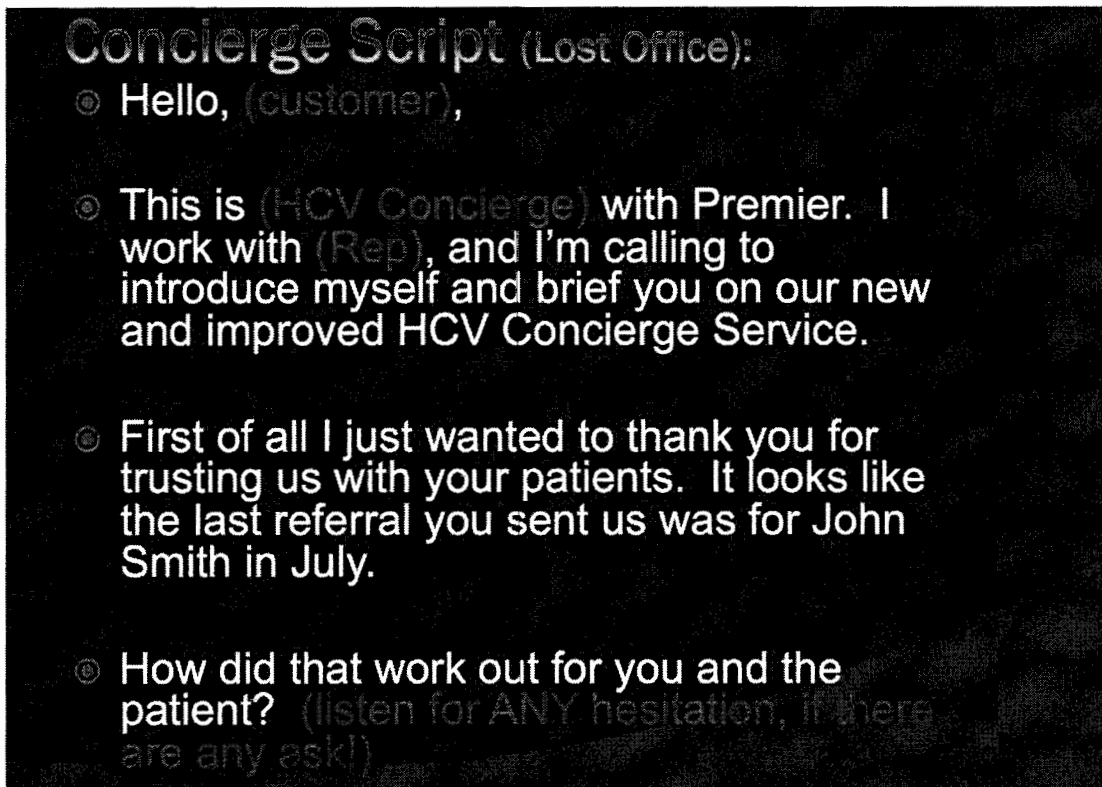 Concierge Script (Lost Office):
Hello, (customer),
This is (HCV Concierge) with Premier. I
work with (Rep), and I'm calling to
introduce myself and brief you on our new
and improved HCV Concierge Service.
First of all I just wanted to thank you for
trusting us with your patients. It looks like
the last referral you sent us was for John
Smith in July.
How did that work out for you and the
patient? (listen for ANY hesitation, if there
are any ask!)